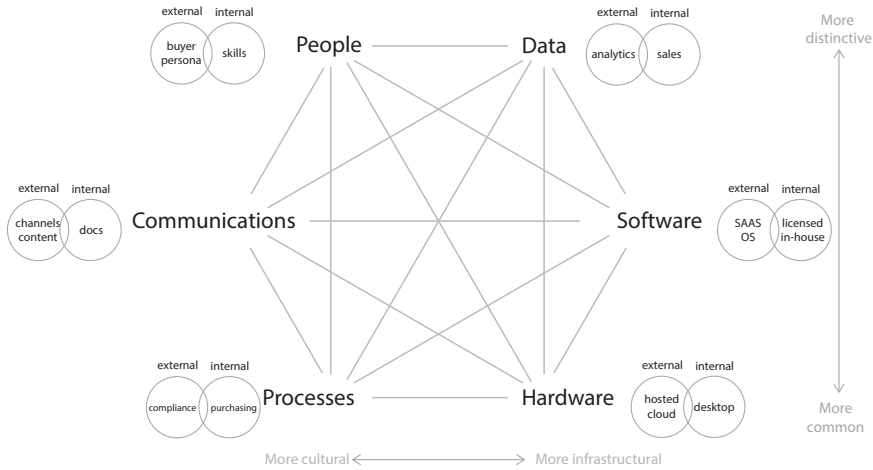 external internal
buyer
persona
skills
People
Data
external internal
analytics
sales
More
distinctive
external internal
channels
content
docs
Communications
Software
external internal
SAAS
OS
licensed
in-house
external internal
compliance
purchasing
Processes
Hardware
external internal
hosted
cloud
desktop
More
common
More cultural
More infrastructural